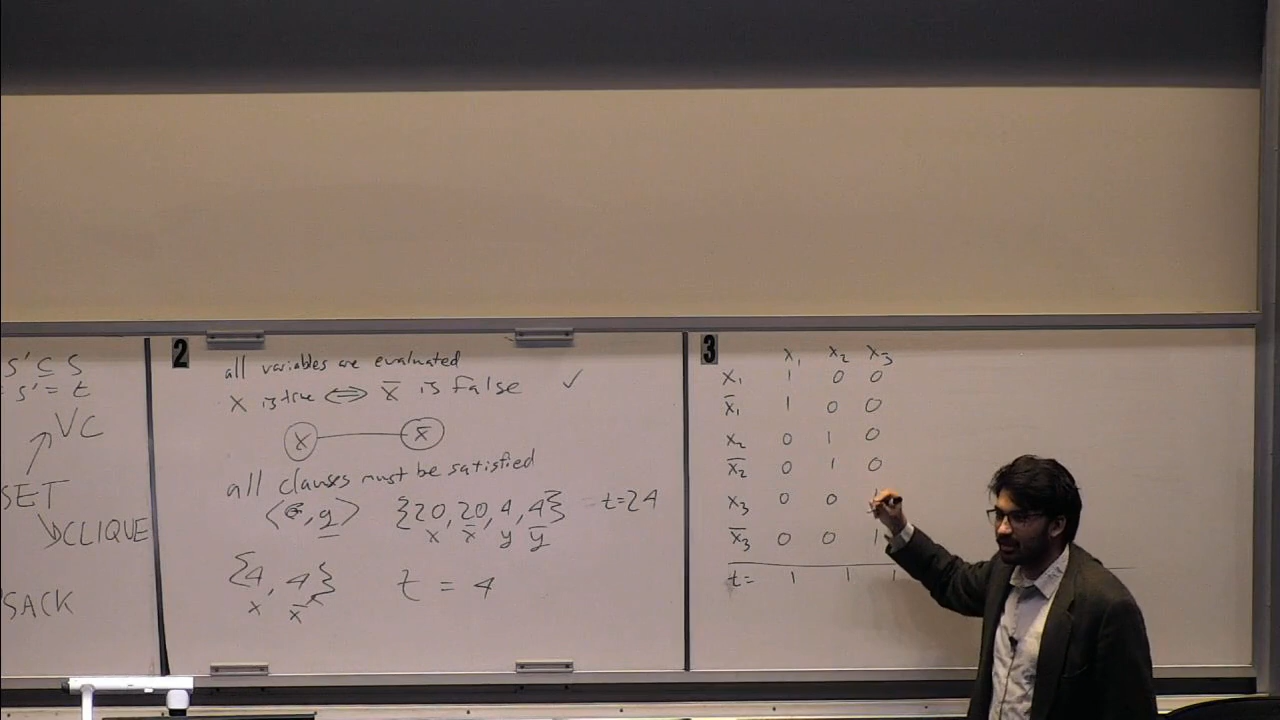 S' ⊆ S
S' = t
VC
SET
CLIQUE
SACK
2
all variables are evaluated
X is true ⟺ x̄ is false ✓
X x̄
all clauses must be satisfied
{20, 20, 4, 4} t=24
x x̄ y ȳ
{4, 4} t = 4
x x̄
3
x₁ x₂ x₃
x₁ 1 0 0
x̄₁ 1 0 0
x₂ 0 1 0
x̄₂ 0 1 0
x₃ 0 0
x̄₃ 0 0 1
t= 1 1 1